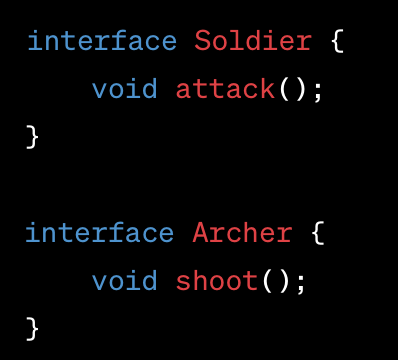 interface Soldier {
    void attack();
}

interface Archer {
    void shoot();
}